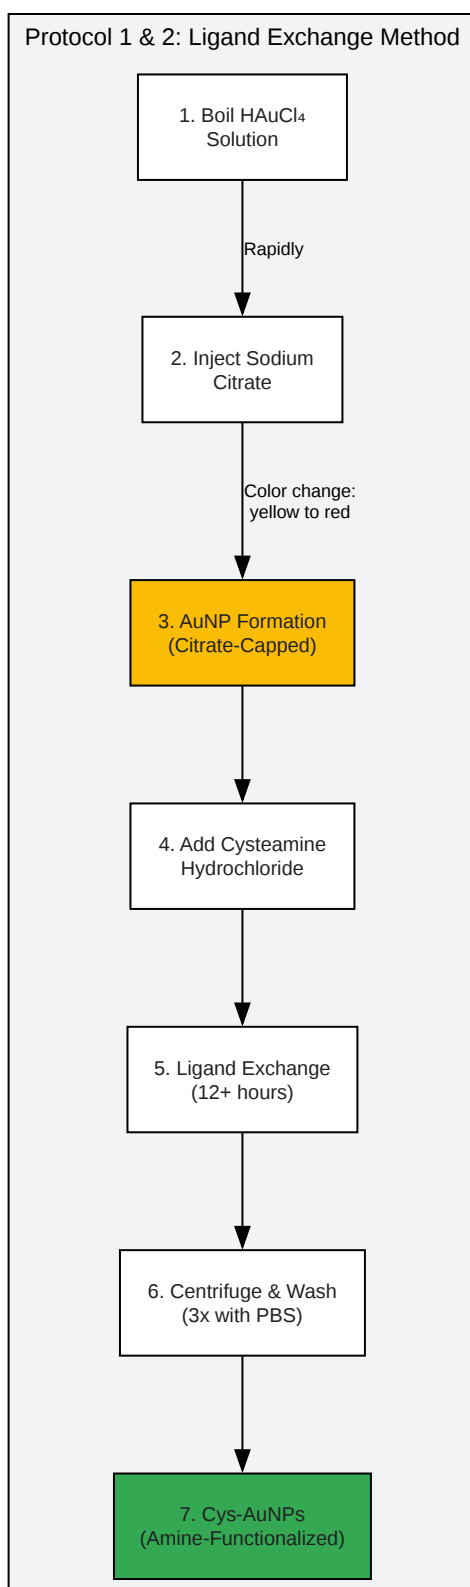 Protocol 1 & 2: Ligand Exchange Method
1. Boil HAuCl₄
Solution
Rapidly
2. Inject Sodium
Citrate
Color change:
yellow to red
3. AuNP Formation
(Citrate-Capped)
4. Add Cysteamine
Hydrochloride
5. Ligand Exchange
(12+ hours)
6. Centrifuge & Wash
(3x with PBS)
7. Cys-AuNPs
(Amine-Functionalized)